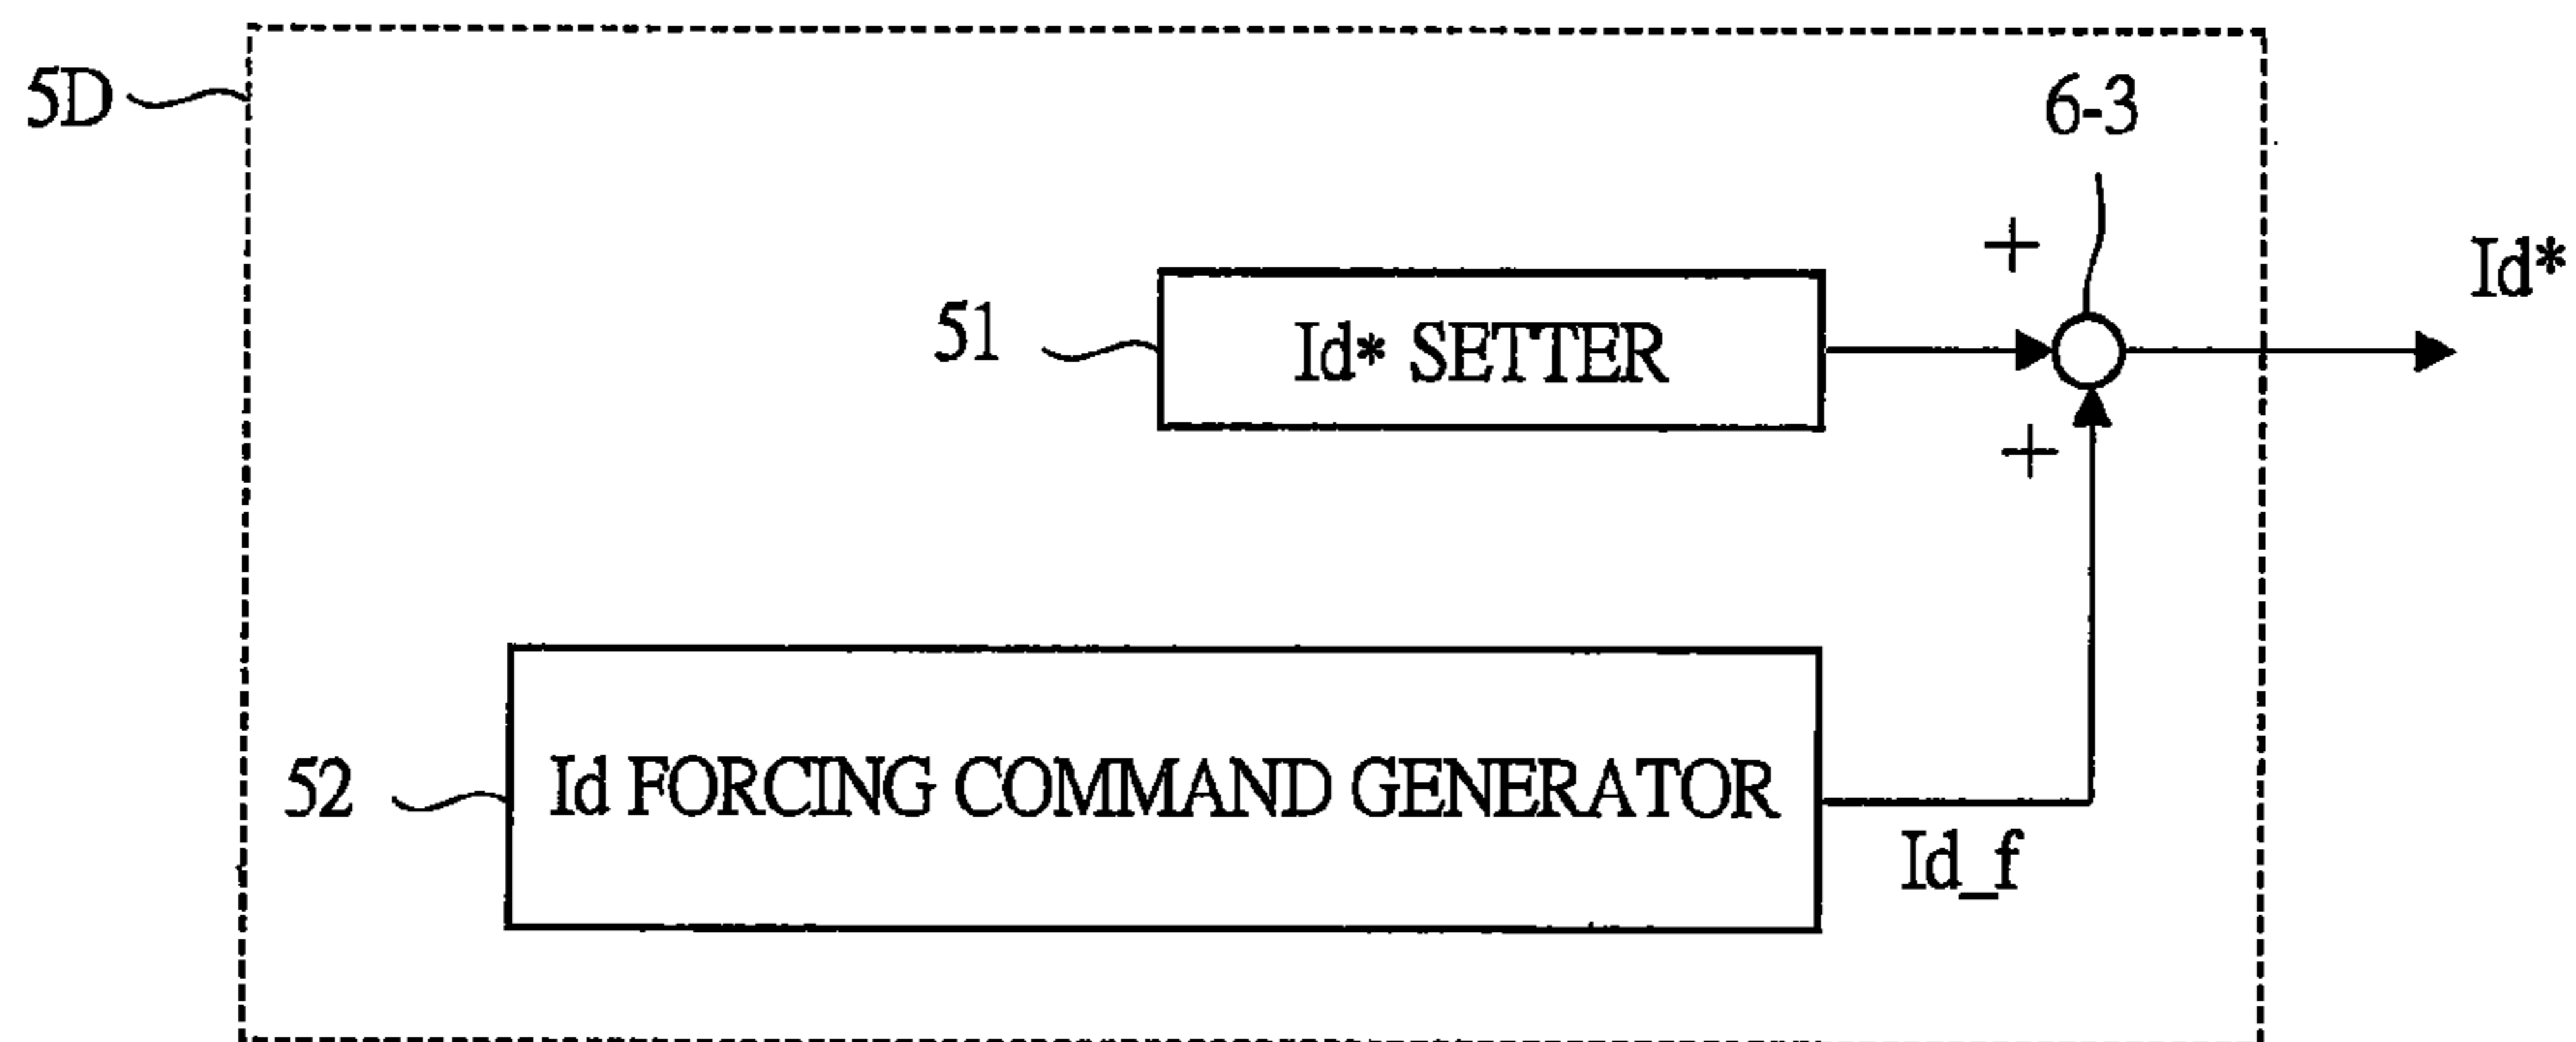 5D
6-3
+
Id*
51
Id* SETTER
+
52
Id FORCING COMMAND GENERATOR
Id_f